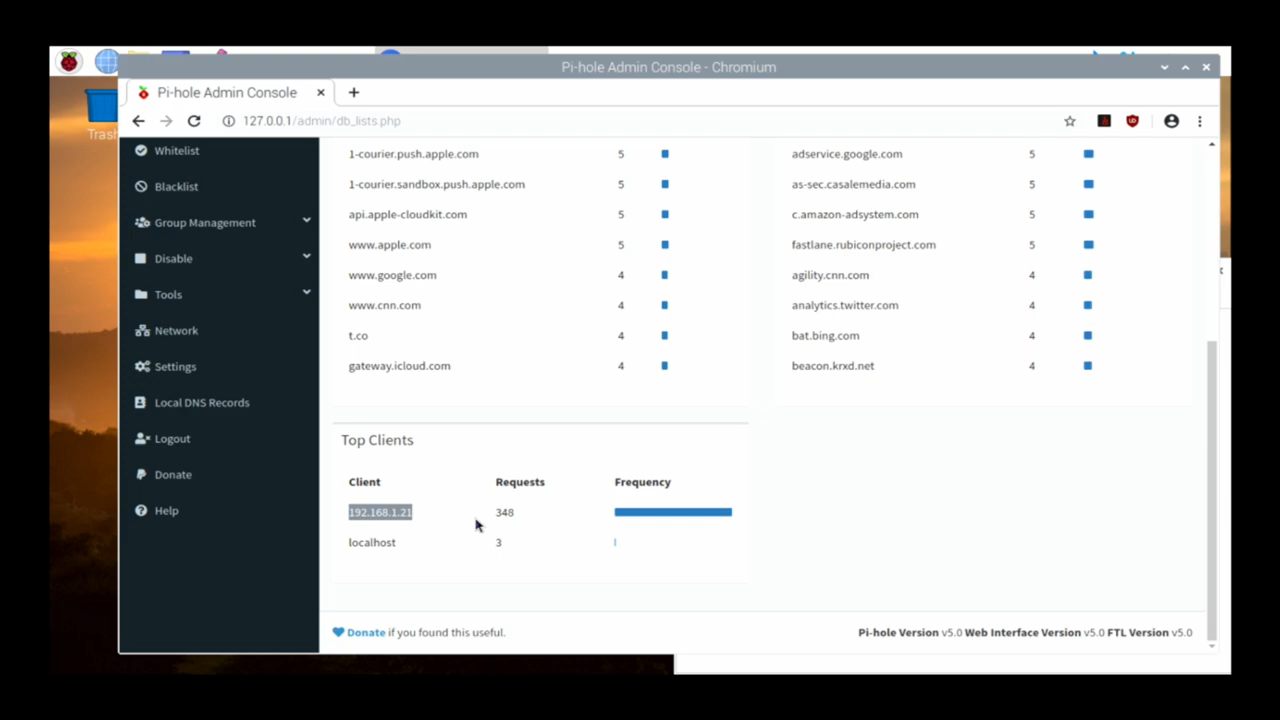 Pi-hole Admin Console - Chromium
Pi-hole Admin Console
127.0.0.1/admin/db_lists.php
Trash
Whitelist
Blacklist
Group Management
Disable
Tools
Network
Settings
Local DNS Records
Logout
Donate
Help
1-courier.push.apple.com 5
1-courier.sandbox.push.apple.com 5
api.apple-cloudkit.com 5
www.apple.com 5
www.google.com 4
www.cnn.com 4
t.co 4
gateway.icloud.com 4
adservice.google.com 5
as-sec.casalemedia.com 5
c.amazon-adsystem.com 5
fastlane.rubiconproject.com 5
agility.cnn.com 4
analytics.twitter.com 4
bat.bing.com 4
beacon.krxd.net 4
Top Clients
Client Requests Frequency
192.168.1.21 348
localhost 3
Donate if you found this useful.
Pi-hole Version v5.0 Web Interface Version v5.0 FTL Version v5.0